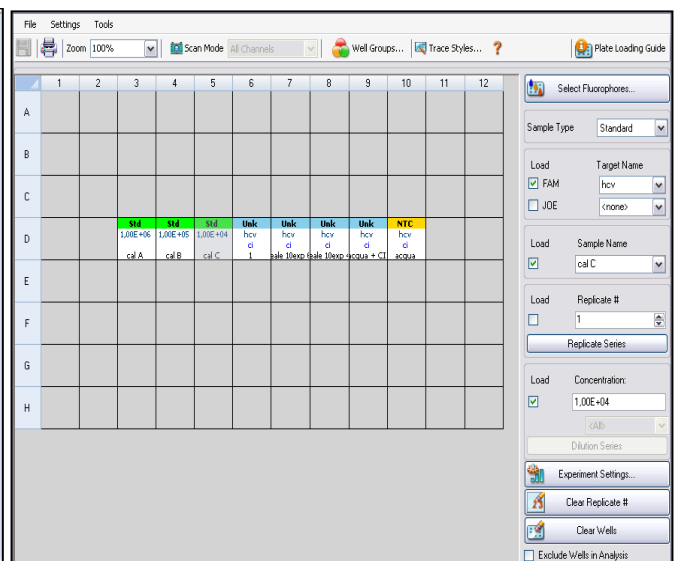 File Settings Tools
Zoom 100% Scan Mode All Channels Well Groups... Trace Styles... ? Plate Loading Guide
1 2 3 4 5 6 7 8 9 10 11 12
A
B
C
D
E
F
G
H
Std Std Std Unk Unk Unk Unk NTC
1,00E+06 1,00E+05 1,00E+04 hcv hcv hcv hcv hcv
ci ci ci ci ci
cal A cal B cal C 1 eale 10exp eale 10exp acqua + CI acqua
Select Fluorophores...
Sample Type Standard
Load Target Name
FAM hcv
JOE <none>
Load Sample Name
cal C
Load Replicate #
1
Replicate Series
Load Concentration:
1,00E+04
<All>
Dilution Series
Experiment Settings...
Clear Replicate #
Clear Wells
Exclude Wells in Analysis